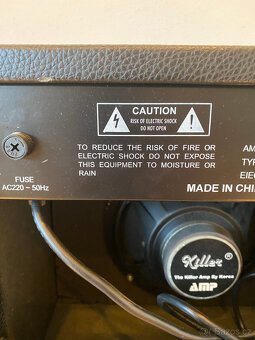 CAUTION
RISK OF ELECTRIC SHOCK
DO NOT OPEN
TO REDUCE THE RISK OF FIRE OR
ELECTRIC SHOCK DO NOT EXPOSE
THIS EQUIPMENT TO MOISTURE OR
RAIN
AM
TYP
ElEC
MADE IN CHI
FUSE
AC220~50Hz
Killer ®
The Killer Amp By Korea
AMP